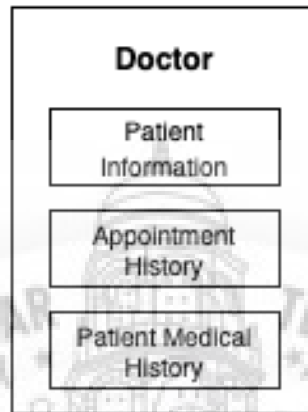 Doctor
Patient
Information
Appointment
History
Patient Medical
History